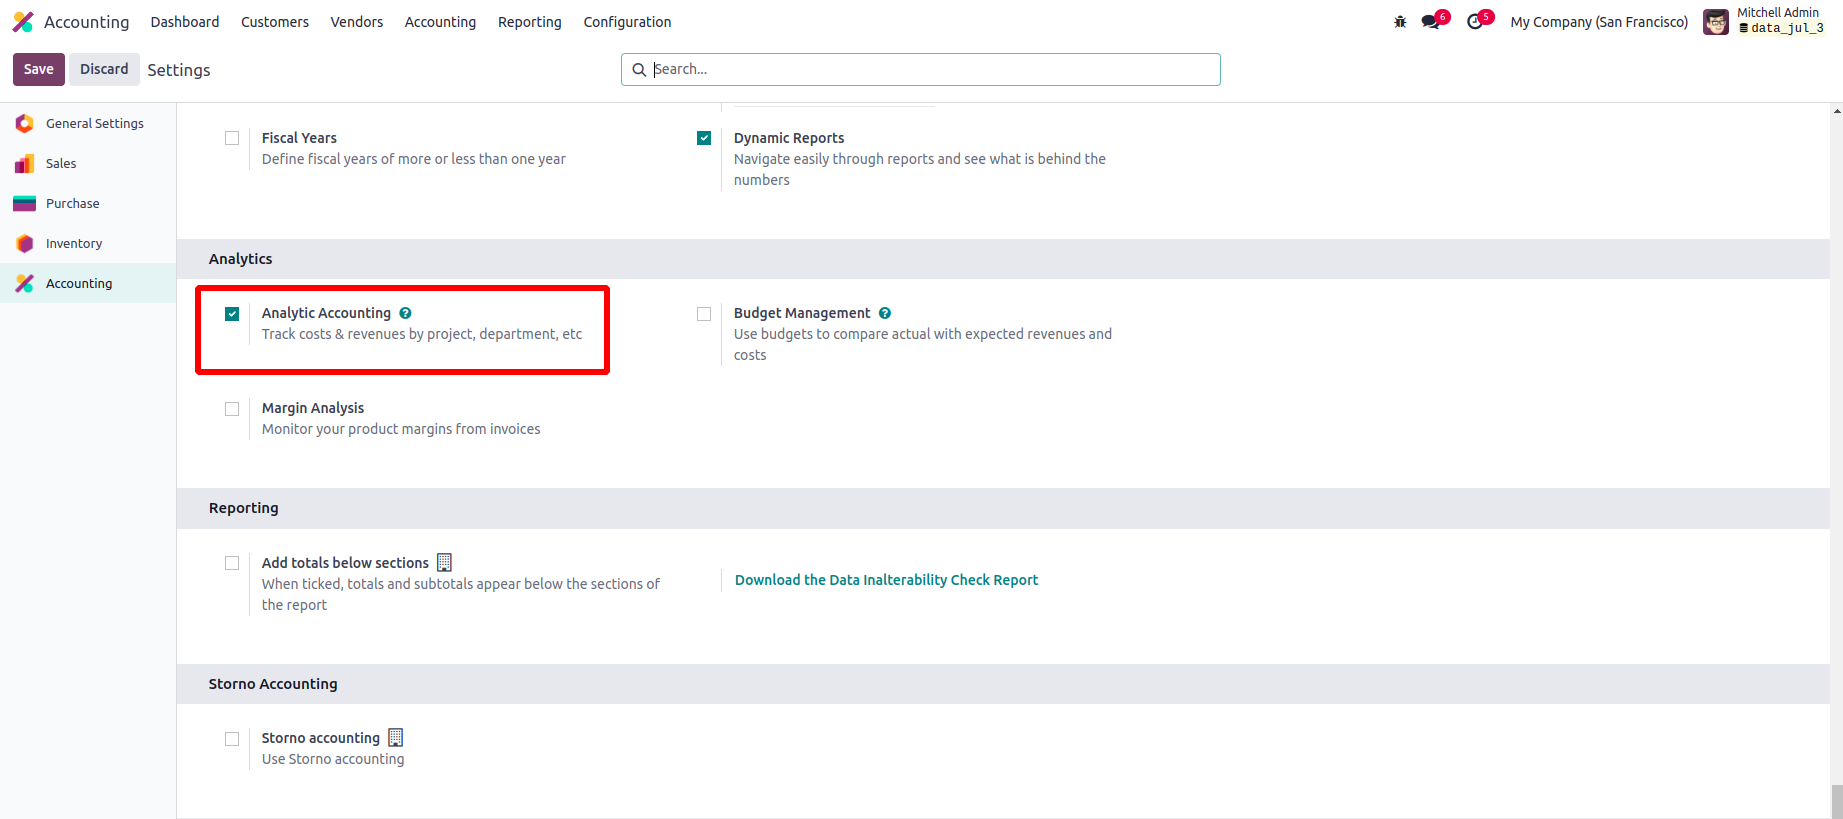 Accounting Dashboard Customers Vendors Accounting Reporting Configuration 6 5 My Company (San Francisco) Mitchell Admin
data_jul_3
Save Discard Settings Search...
General Settings
Sales
Purchase
Inventory
Accounting
Fiscal Years
Define fiscal years of more or less than one year
Dynamic Reports
Navigate easily through reports and see what is behind the
numbers
Analytics
Analytic Accounting ?
Track costs & revenues by project, department, etc
Budget Management ?
Use budgets to compare actual with expected revenues and
costs
Margin Analysis
Monitor your product margins from invoices
Reporting
Add totals below sections
When ticked, totals and subtotals appear below the sections of
the report
Download the Data Inalterability Check Report
Storno Accounting
Storno accounting
Use Storno accounting